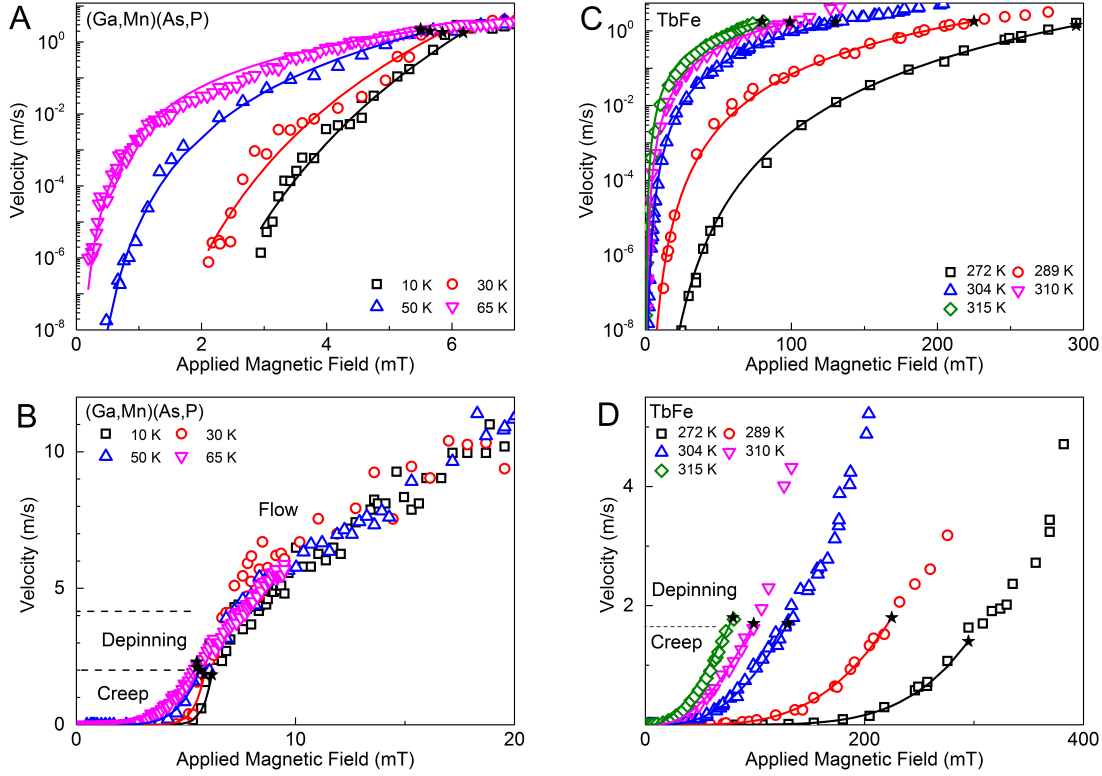 A
(Ga,Mn)(As,P)
Velocity (m/s)
10^0
10^-2
10^-4
10^-6
10^-8
10 K 30 K
50 K 65 K
0 2 4 6
Applied Magnetic Field (mT)
C
TbFe
Velocity (m/s)
10^0
10^-2
10^-4
10^-6
10^-8
272 K 289 K
304 K 310 K
315 K
0 100 200 300
Applied Magnetic Field (mT)
B
(Ga,Mn)(As,P)
10 K 30 K
50 K 65 K
Velocity (m/s)
10
5
0
Flow
Depinning
Creep
0 10 20
Applied Magnetic Field (mT)
D
TbFe
272 K 289 K
304 K 310 K
315 K
Velocity (m/s)
4
2
0
Depinning
Creep
0 200 400
Applied Magnetic Field (mT)